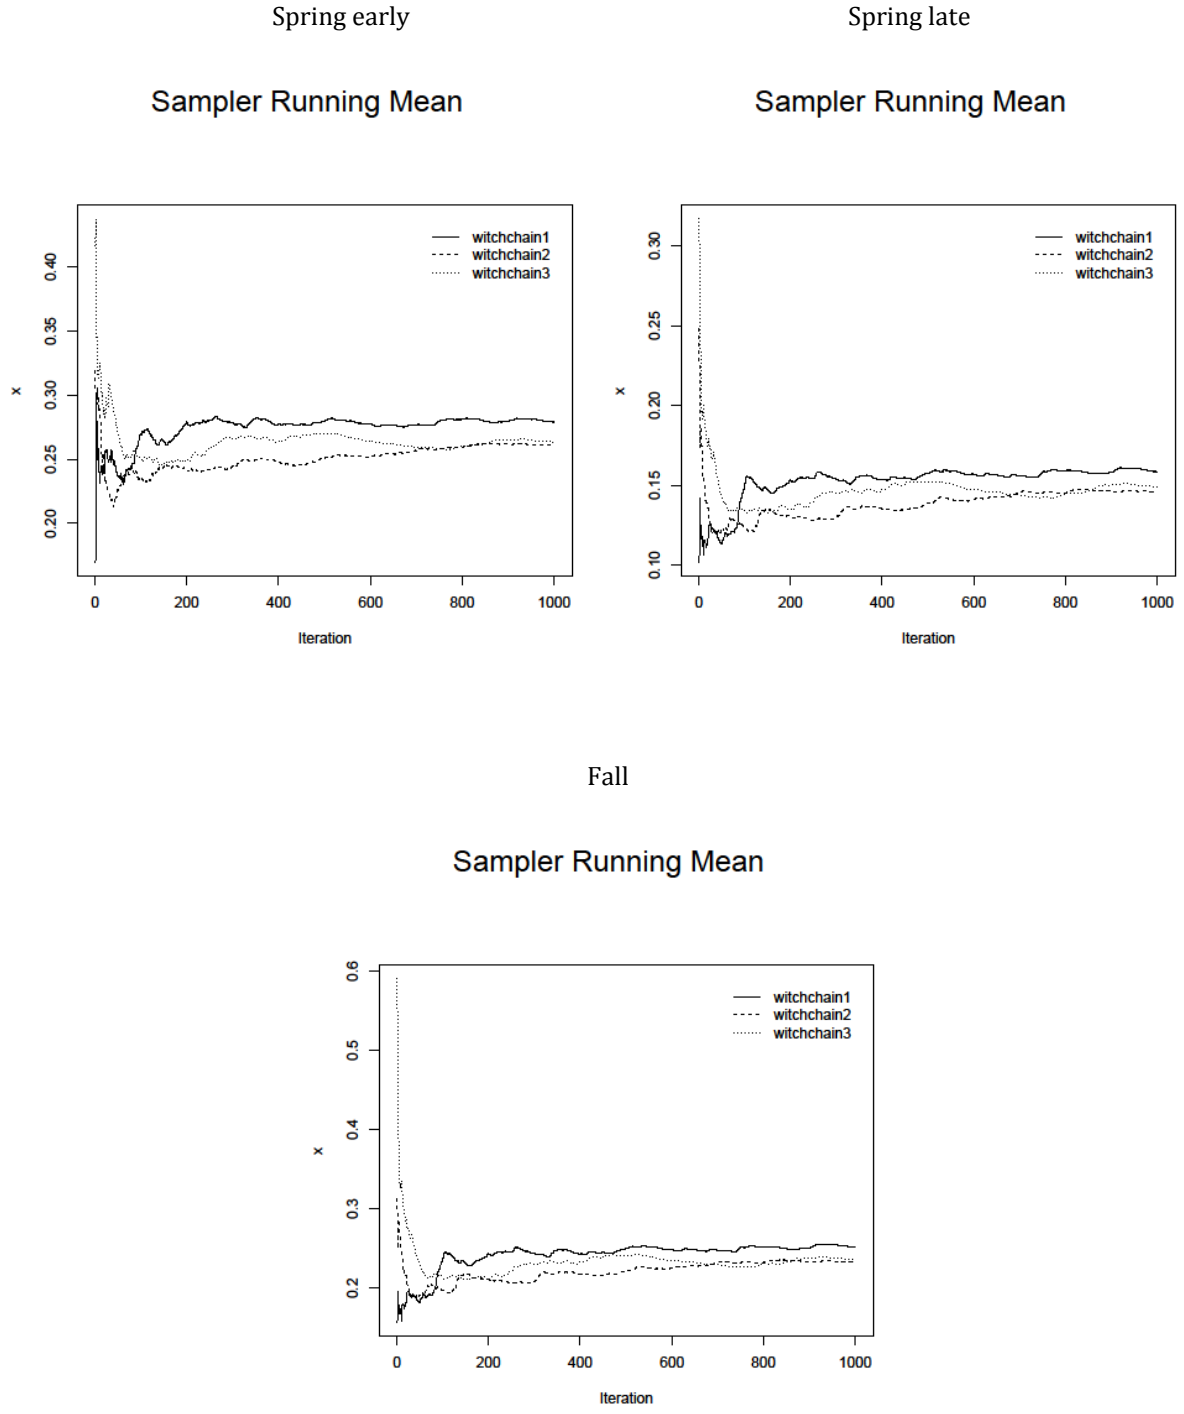 Spring early
Spring late
Sampler Running Mean
Sampler Running Mean
witchchain1
witchchain2
witchchain3
x
0.20
0.25
0.30
0.35
0.40
0 200 400 600 800 1000
Iteration
witchchain1
witchchain2
witchchain3
x
0.10
0.15
0.20
0.25
0.30
0 200 400 600 800 1000
Iteration
Fall
Sampler Running Mean
witchchain1
witchchain2
witchchain3
x
0.2
0.3
0.4
0.5
0.6
0 200 400 600 800 1000
Iteration